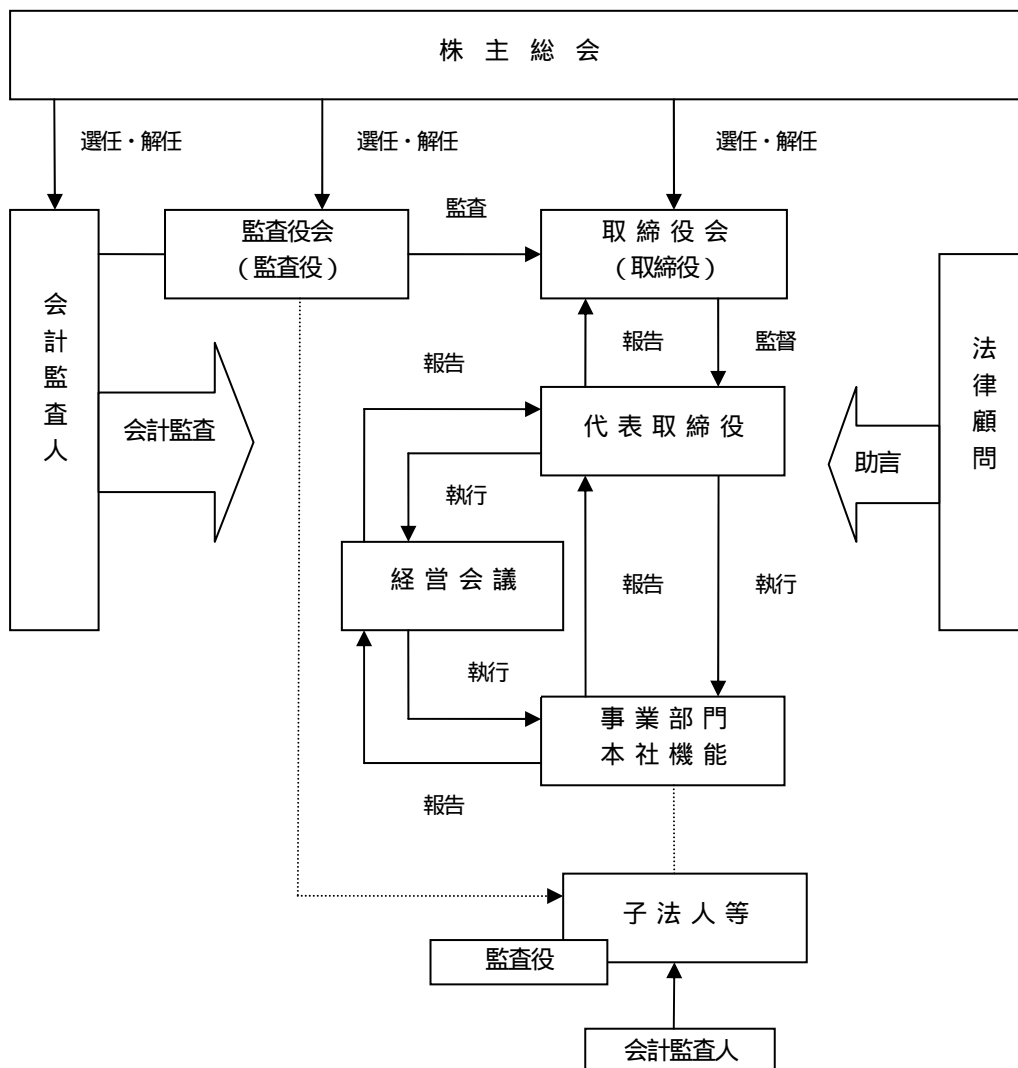 株主総会
選任・解任
選任・解任
選任・解任
監査役会
(監査役)
監査
取締役会
(取締役)
会計監査人
法律顧問
報告
報告
監督
会計監査
代表取締役
助言
執行
経営会議
報告
執行
執行
事業部門
本社機能
報告
子法人等
監査役
会計監査人